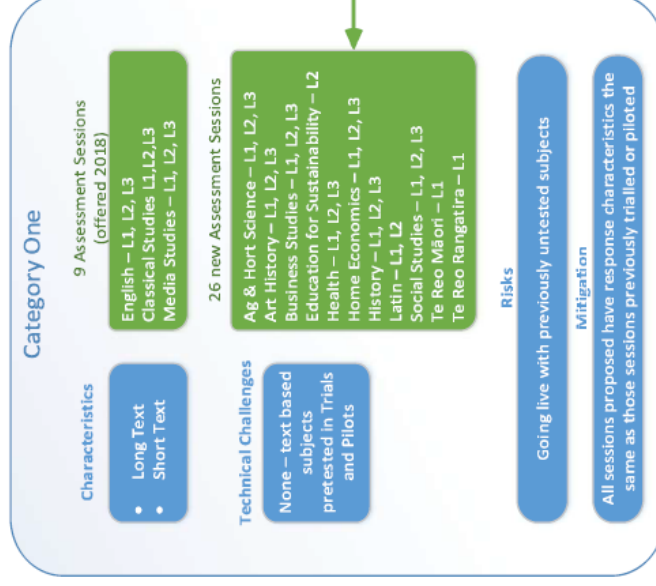 Category One
Characteristics
• Long Text
• Short Text
9 Assessment Sessions
(offered 2018)
English – L1, L2, L3
Classical Studies L1,L2,L3
Media Studies – L1, L2, L3
Technical Challenges
None – text based
subjects
pretested in Trials
and Pilots
26 new Assessment Sessions
Ag & Hort Science – L1, L2, L3
Art History – L1, L2, L3
Business Studies – L1, L2, L3
Education for Sustainability – L2
Health – L1, L2, L3
Home Economics – L1, L2, L3
History – L1, L2, L3
Latin – L1, L2
Social Studies – L1, L2, L3
Te Reo Māori – L1
Te Reo Rangatira – L1
Risks
Going live with previously untested subjects
Mitigation
All sessions proposed have response characteristics the
same as those sessions previously trialled or piloted